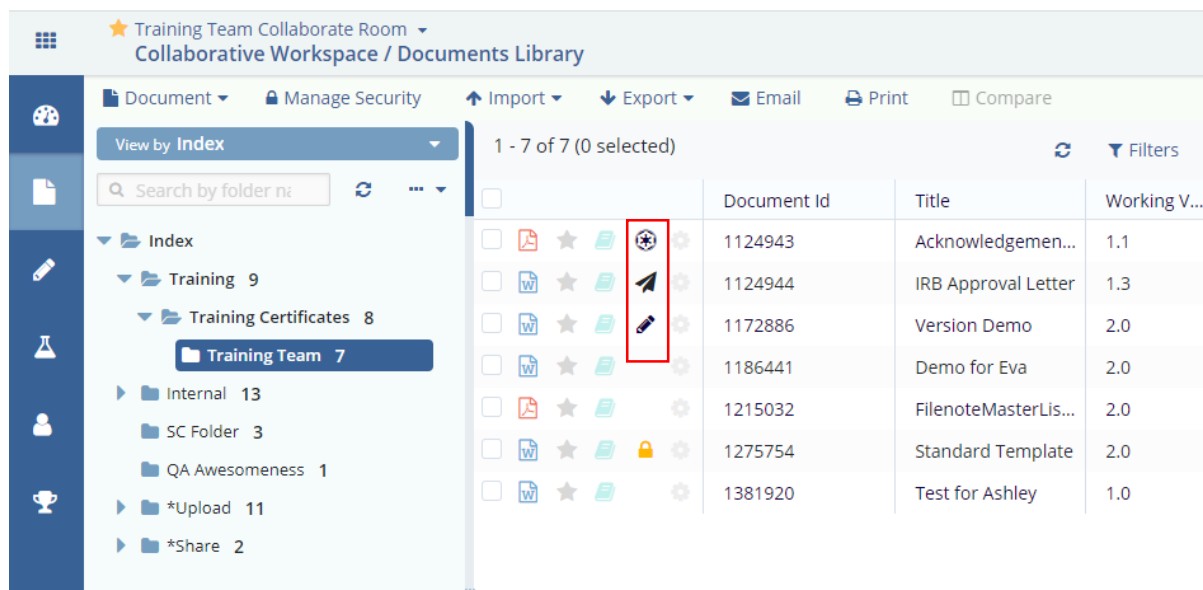 Training Team Collaborate Room
Collaborative Workspace / Documents Library
Document Manage Security Import Export Email Print Compare
View by Index
1 - 7 of 7 (0 selected)
Filters
Search by folder na
Document Id Title Working V...
Index
Training 9
Training Certificates 8
Training Team 7
Internal 13
SC Folder 3
QA Awesomeness 1
*Upload 11
*Share 2
1124943 Acknowledgemen... 1.1
1124944 IRB Approval Letter 1.3
1172886 Version Demo 2.0
1186441 Demo for Eva 2.0
1215032 FilenoteMasterLis... 2.0
1275754 Standard Template 2.0
1381920 Test for Ashley 1.0